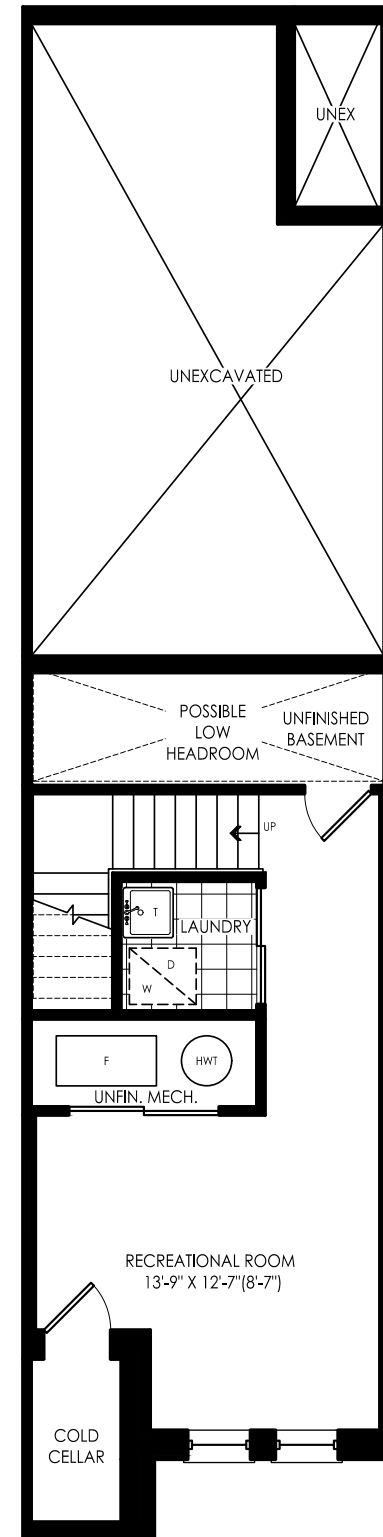 UNEX
UNEXCAVATED
POSSIBLE
LOW
HEADROOM
UNFINISHED
BASEMENT
UP
T
LAUNDRY
D
W
F
HWT
UNFIN. MECH.
RECREATIONAL ROOM
13'-9" X 12'-7"(8'-7")
COLD
CELLAR